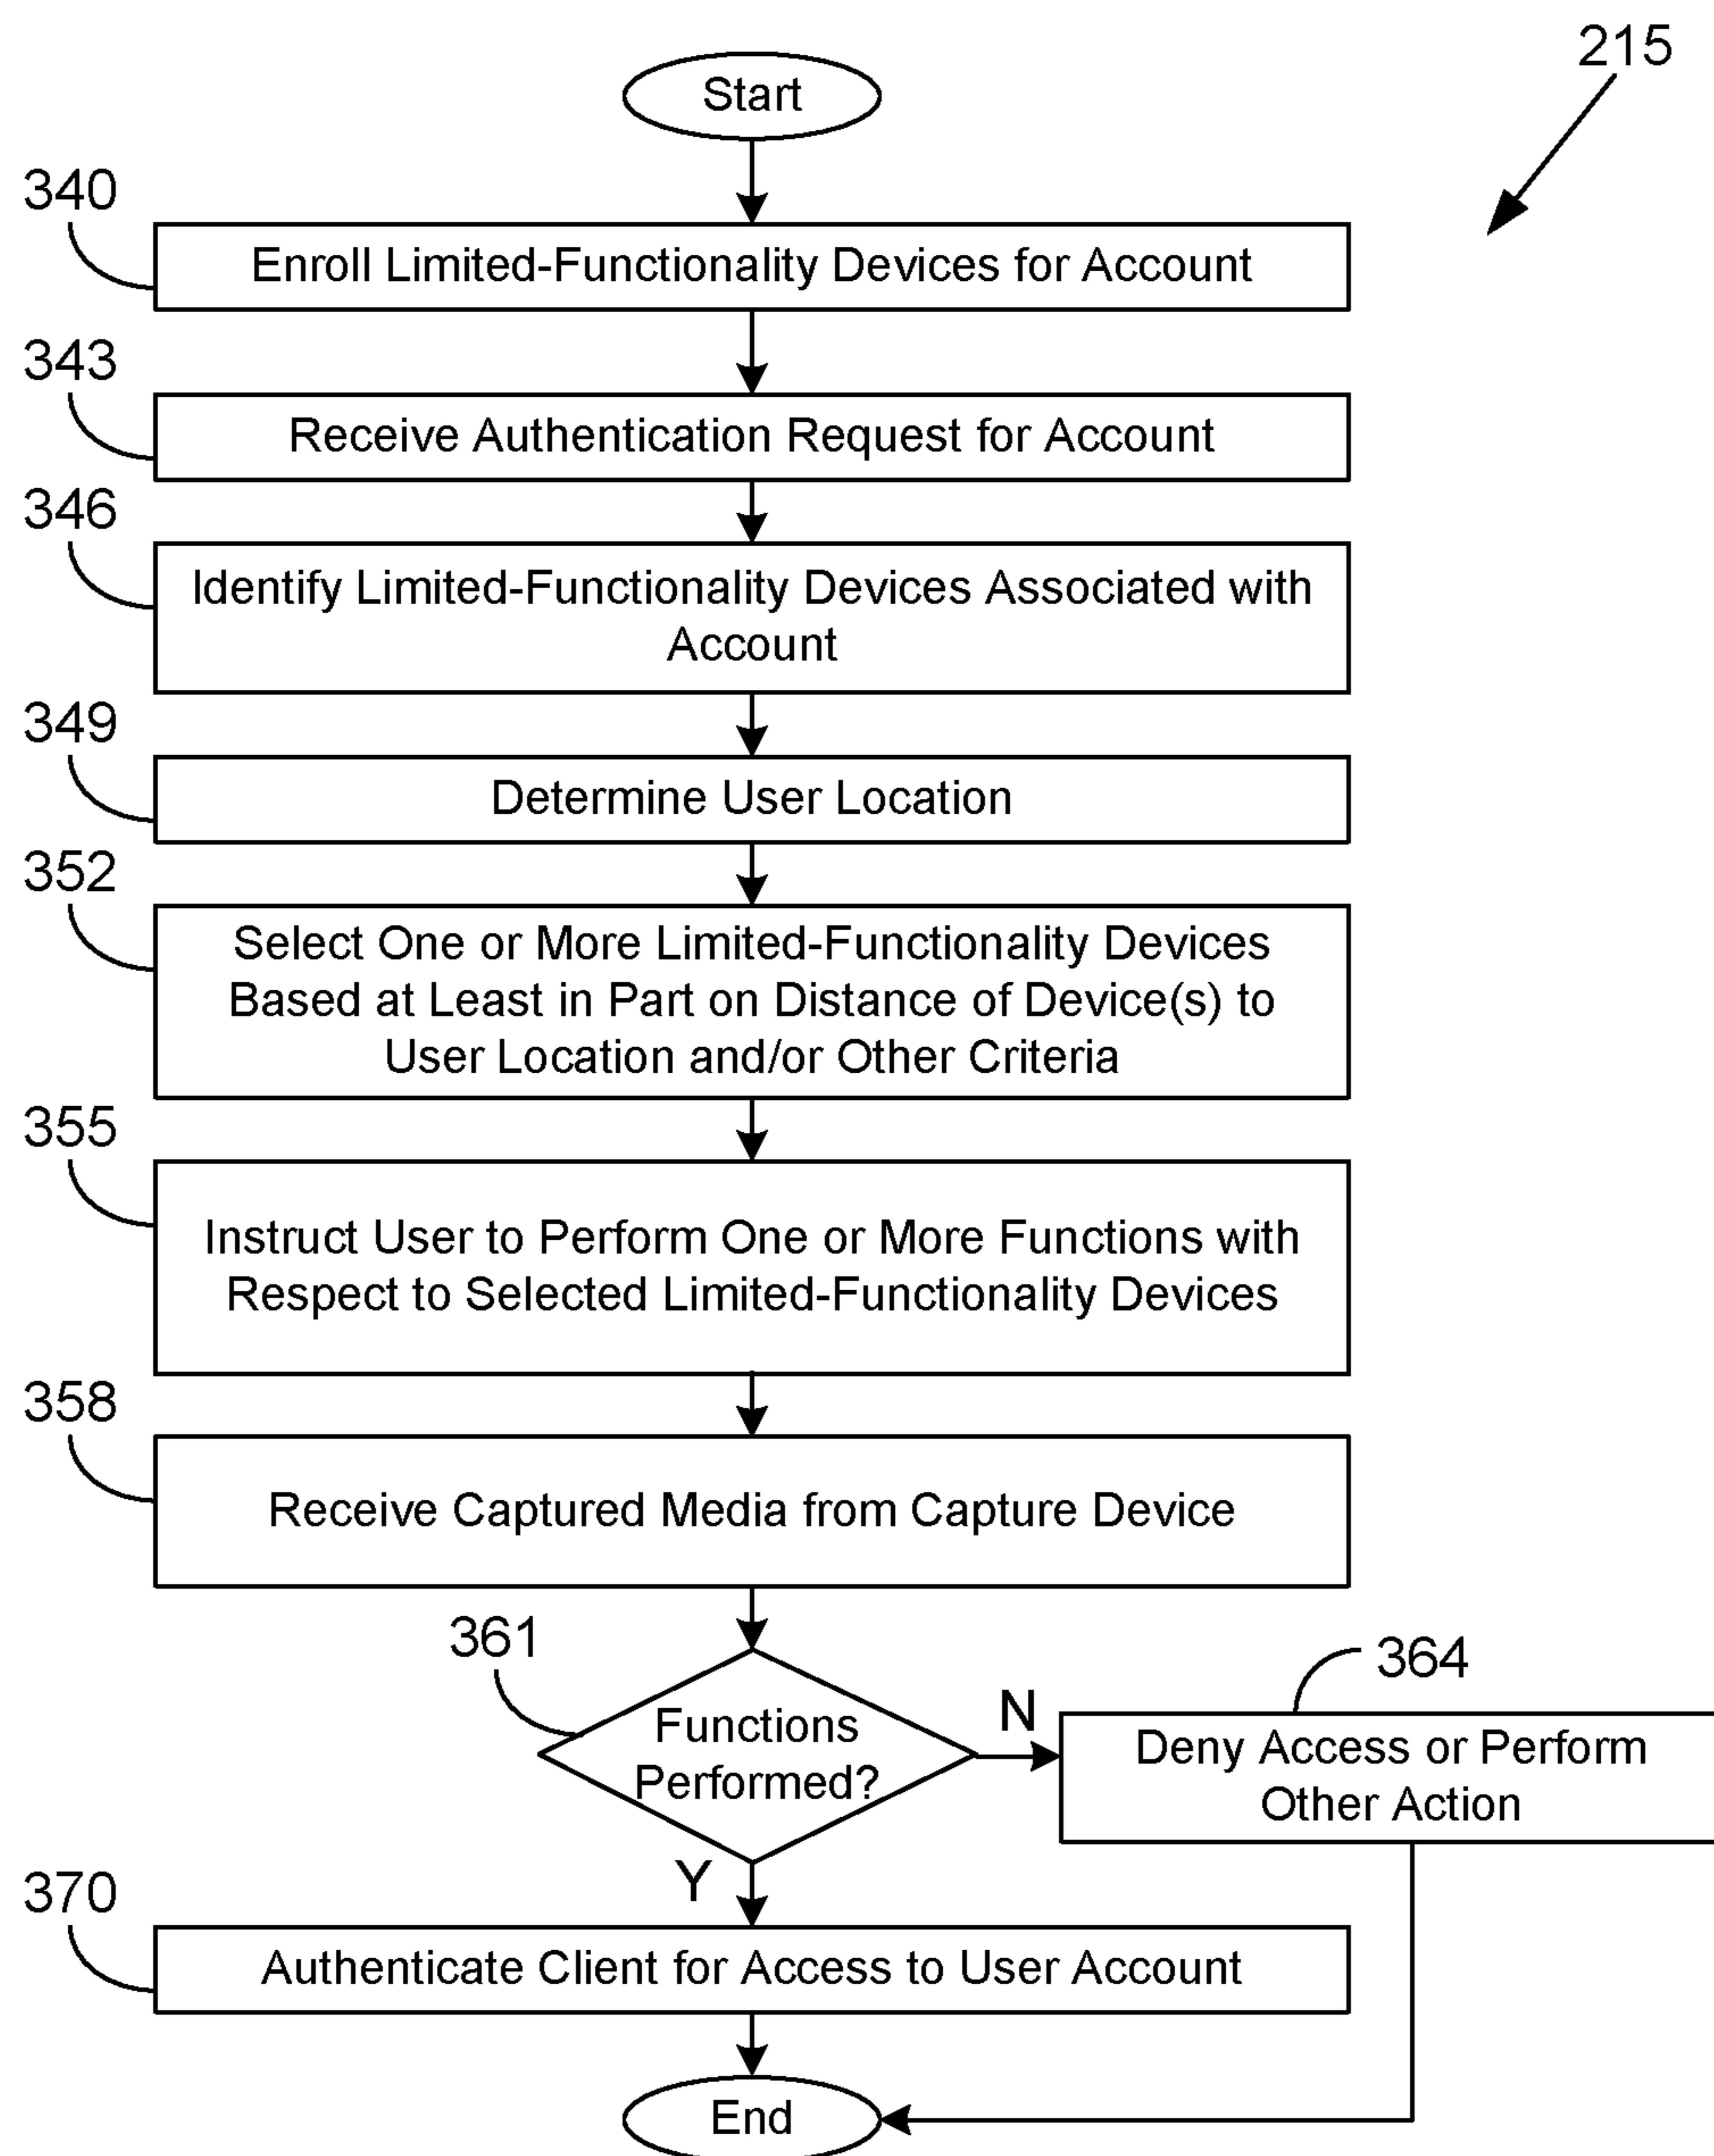 215
Start
340
Enroll Limited-Functionality Devices for Account
343
Receive Authentication Request for Account
346
Identify Limited-Functionality Devices Associated with
Account
349
Determine User Location
352
Select One or More Limited-Functionality Devices
Based at Least in Part on Distance of Device(s) to
User Location and/or Other Criteria
355
Instruct User to Perform One or More Functions with
Respect to Selected Limited-Functionality Devices
358
Receive Captured Media from Capture Device
361
Functions
Performed?
N
364
Deny Access or Perform
Other Action
Y
370
Authenticate Client for Access to User Account
End